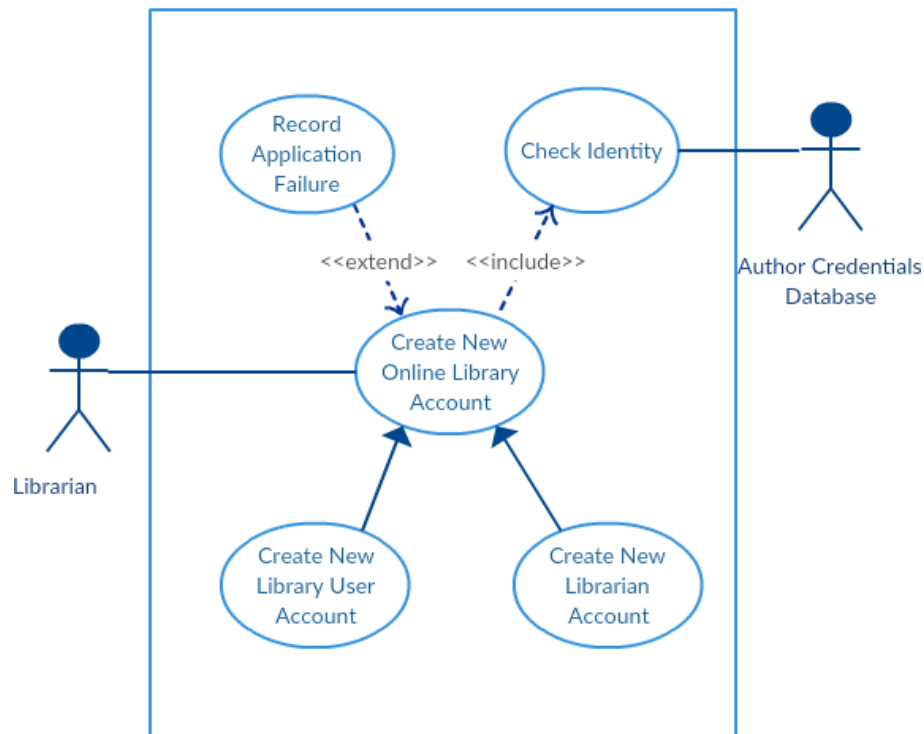 Record
Application
Failure
Check Identity
<<extend>>
<<include>>
Author Credentials
Database
Create New
Online Library
Account
Librarian
Create New
Library User
Account
Create New
Librarian
Account